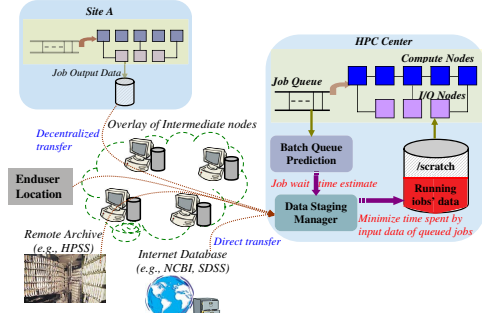 Site A
Job Output Data
HPC Center
Compute Nodes
Job Queue
I/O Nodes
Decentralized
transfer
Overlay of Intermediate nodes
Batch Queue
Prediction
/scratch
Enduser
Location
Job wait time estimate
Running
jobs' data
Data Staging
Manager
Minimize time spent by
input data of queued jobs
Remote Archive
(e.g., HPSS)
Direct transfer
Internet Database
(e.g., NCBI, SDSS)